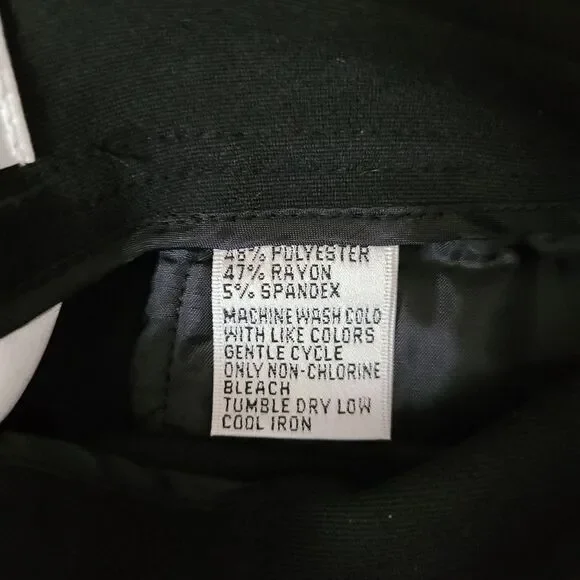 48% POLYESTER
47% RAYON
5% SPANDEX
MACHINE WASH COLD
WITH LIKE COLORS
GENTLE CYCLE
ONLY NON-CHLORINE
BLEACH
TUMBLE DRY LOW
COOL IRON